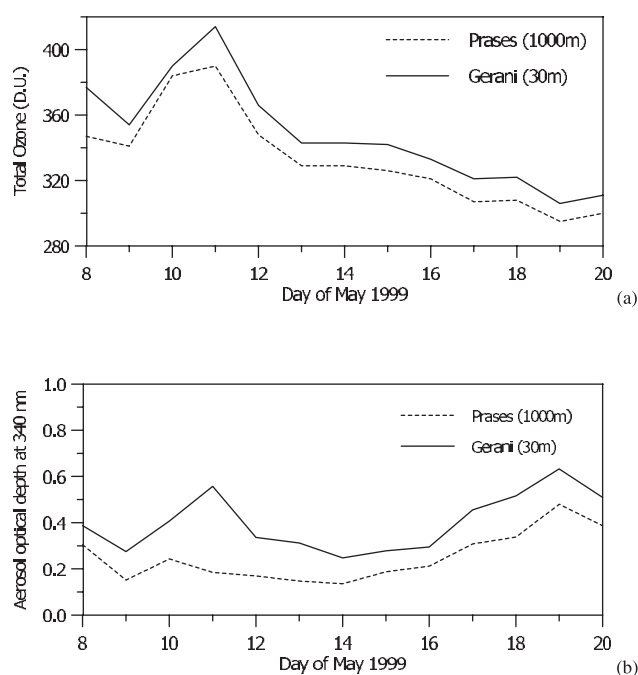 400
360
320
280
Total Ozone (D.U.)
Prases (1000m)
Gerani (30m)
8 10 12 14 16 18 20
Day of May 1999
(a)
1.0
0.8
0.6
0.4
0.2
0.0
Aerosol optical depth at 340 nm
Prases (1000m)
Gerani (30m)
8 10 12 14 16 18 20
Day of May 1999
(b)